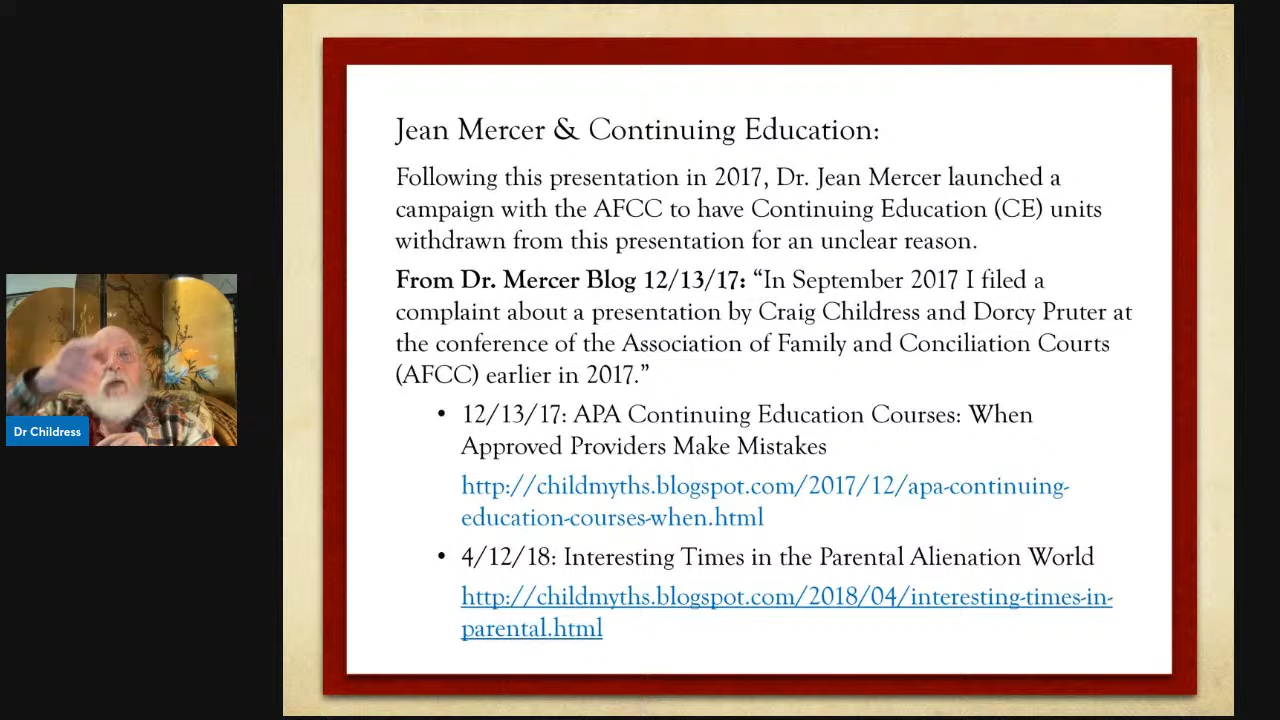 Jean Mercer & Continuing Education:
Following this presentation in 2017, Dr. Jean Mercer launched a
campaign with the AFCC to have Continuing Education (CE) units
withdrawn from this presentation for an unclear reason.
From Dr. Mercer Blog 12/13/17: “In September 2017 I filed a
complaint about a presentation by Craig Childress and Dorcy Pruter at
the conference of the Association of Family and Conciliation Courts
(AFCC) earlier in 2017.”
• 12/13/17: APA Continuing Education Courses: When
Approved Providers Make Mistakes
http://childmyths.blogspot.com/2017/12/apa-continuing-
education-courses-when.html
• 4/12/18: Interesting Times in the Parental Alienation World
http://childmyths.blogspot.com/2018/04/interesting-times-in-
parental.html
Dr Childress